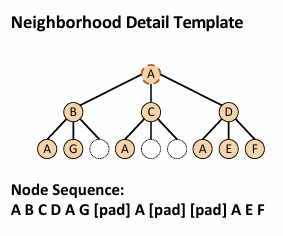 Neighborhood Detail Template
A
B C D
A G A A E F
Node Sequence:
A B C D A G [pad] A [pad] [pad] A E F